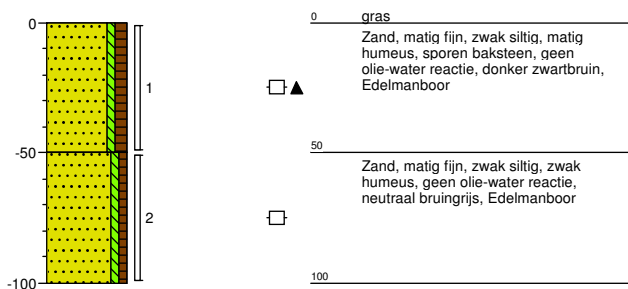 0
-50
-100
1
2
0 gras
Zand, matig fijn, zwak siltig, matig
humeus, sporen baksteen, geen
olie-water reactie, donker zwartbruin,
Edelmanboor
50
Zand, matig fijn, zwak siltig, zwak
humeus, geen olie-water reactie,
neutraal bruingrijs, Edelmanboor
100